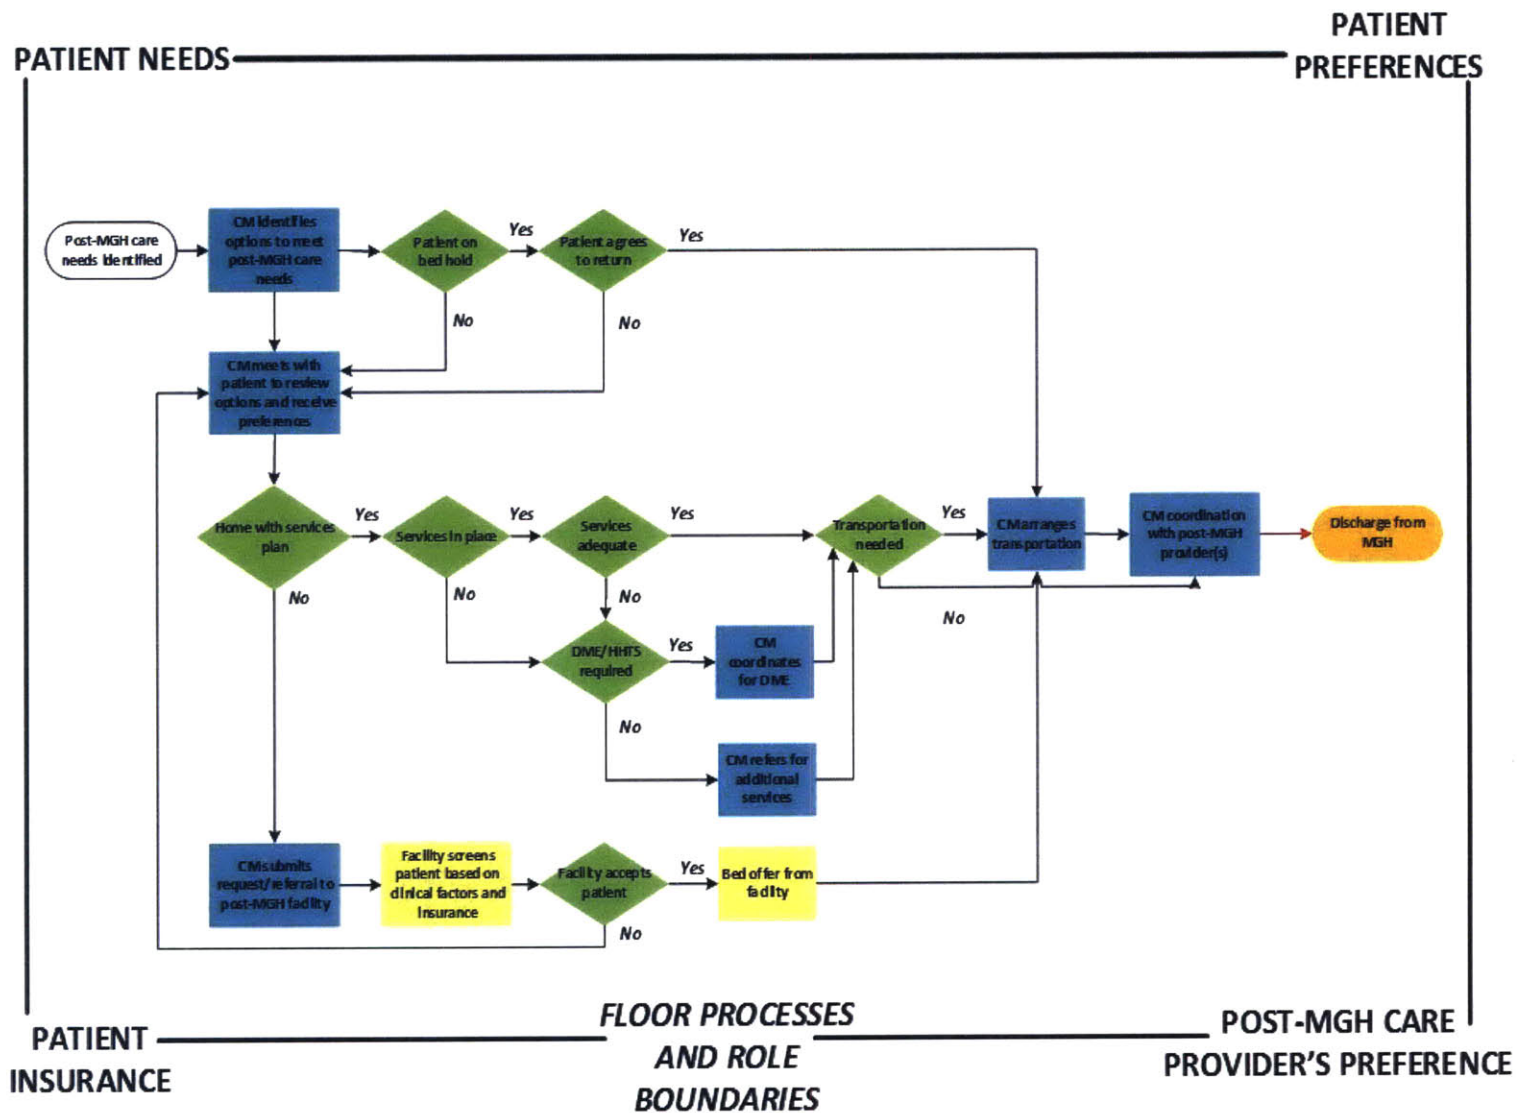 PATIENT NEEDS
PATIENT
PREFERENCES
Post-MGH care
needs identified
CM identifies
options to meet
post-MGH care
needs
Patient on
bed hold
Yes
Patient agrees
to return
Yes
No
No
CM meets with
patient to review
options and receive
preferences
Home with services
plan
Yes
Services in place
Yes
Services
adequate
Yes
Transportation
needed
Yes
CM arranges
transportation
CM coordination
with post-MGH
provider(s)
Discharge from
MGH
No
No
No
No
DME/HHTS
required
Yes
CM
coordinates
for DME
No
CM refers for
additional
services
CM submits
request/referral to
post-MGH facility
Facility screens
patient based on
clinical factors and
insurance
Facility accepts
patient
Yes
Bed offer from
facility
No
PATIENT
INSURANCE
FLOOR PROCESSES
AND ROLE
BOUNDARIES
POST-MGH CARE
PROVIDER'S PREFERENCE